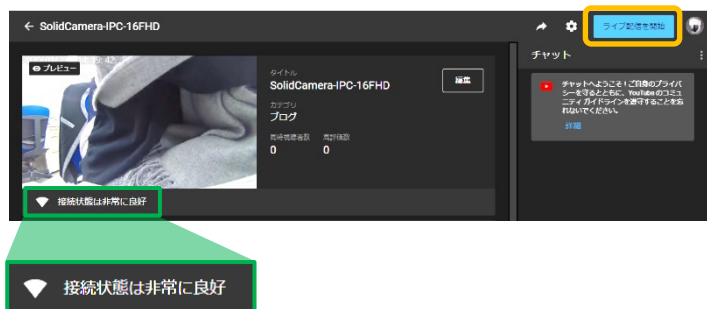 ← SolidCamera-IPC-16FHD
ライブ配信を開始
プレビュー
タイトル
SolidCamera-IPC-16FHD
編集
カテゴリ
ブログ
同時視聴者数 高評価数
0 0
接続状態は非常に良好
チャット
チャットへようこそ！ご自身のプライバ
シーを守るとともに、YouTube のコミュ
ニティ ガイドラインを遵守することを忘
れないでください。
詳細
接続状態は非常に良好